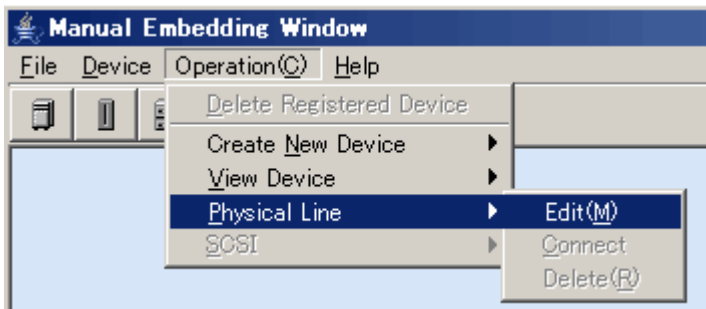 Manual Embedding Window
File Device Operation(C) Help
Delete Registered Device
Create New Device
View Device
Physical Line
Edit(M)
SCSI
Connect
Delete(R)